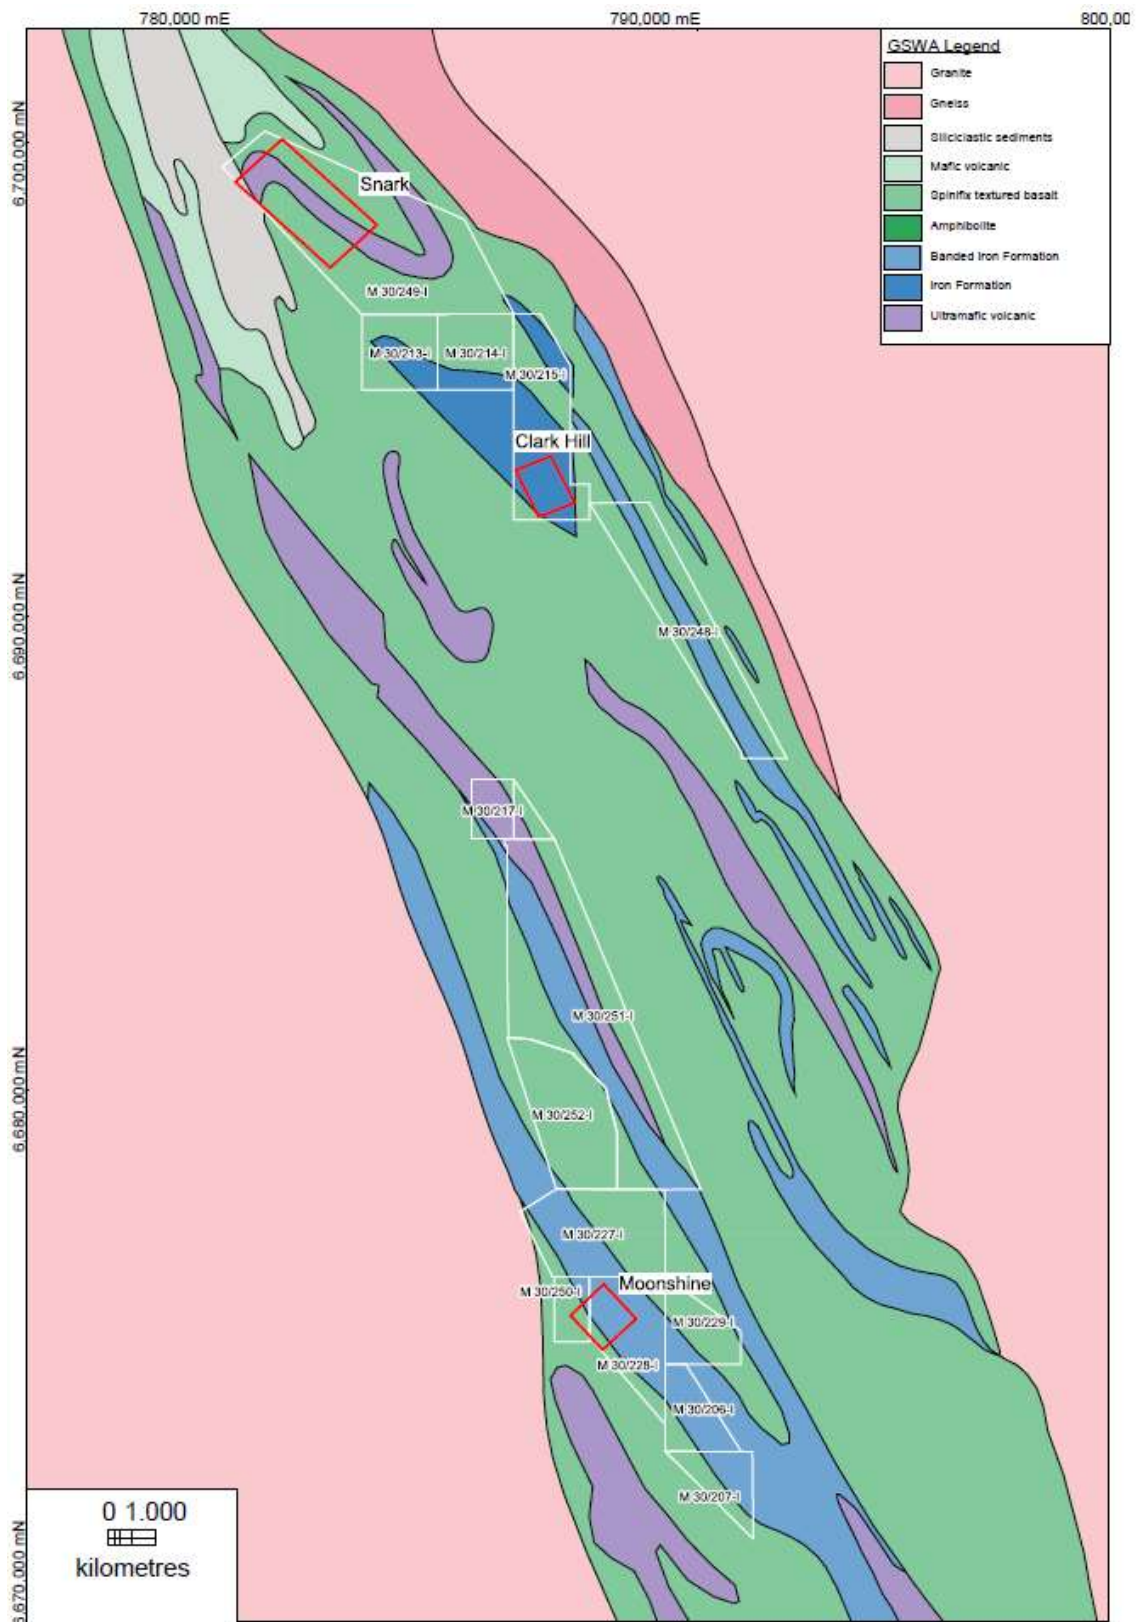 780,000 mE
790,000 mE
800,00
GSWA Legend
Granite
Gneiss
Siliciclastic sediments
Mafic volcanic
Spinifix textured basalt
Amphibolite
Banded Iron Formation
Iron Formation
Ultramafic volcanic
6,700,000 mN
Snark
M 30/249-I
M 30/213-I
M 30/214-I
M 30/215-I
Clark Hill
6,690,000 mN
M 30/248-I
M 30/217-I
M 30/251-I
6,680,000 mN
M 30/252-I
M 30/227-I
Moonshine
M 30/250-I
M 30/229-I
M 30/228-I
M 30/206-I
M 30/207-I
6,670,000 mN
0 1.000
kilometres